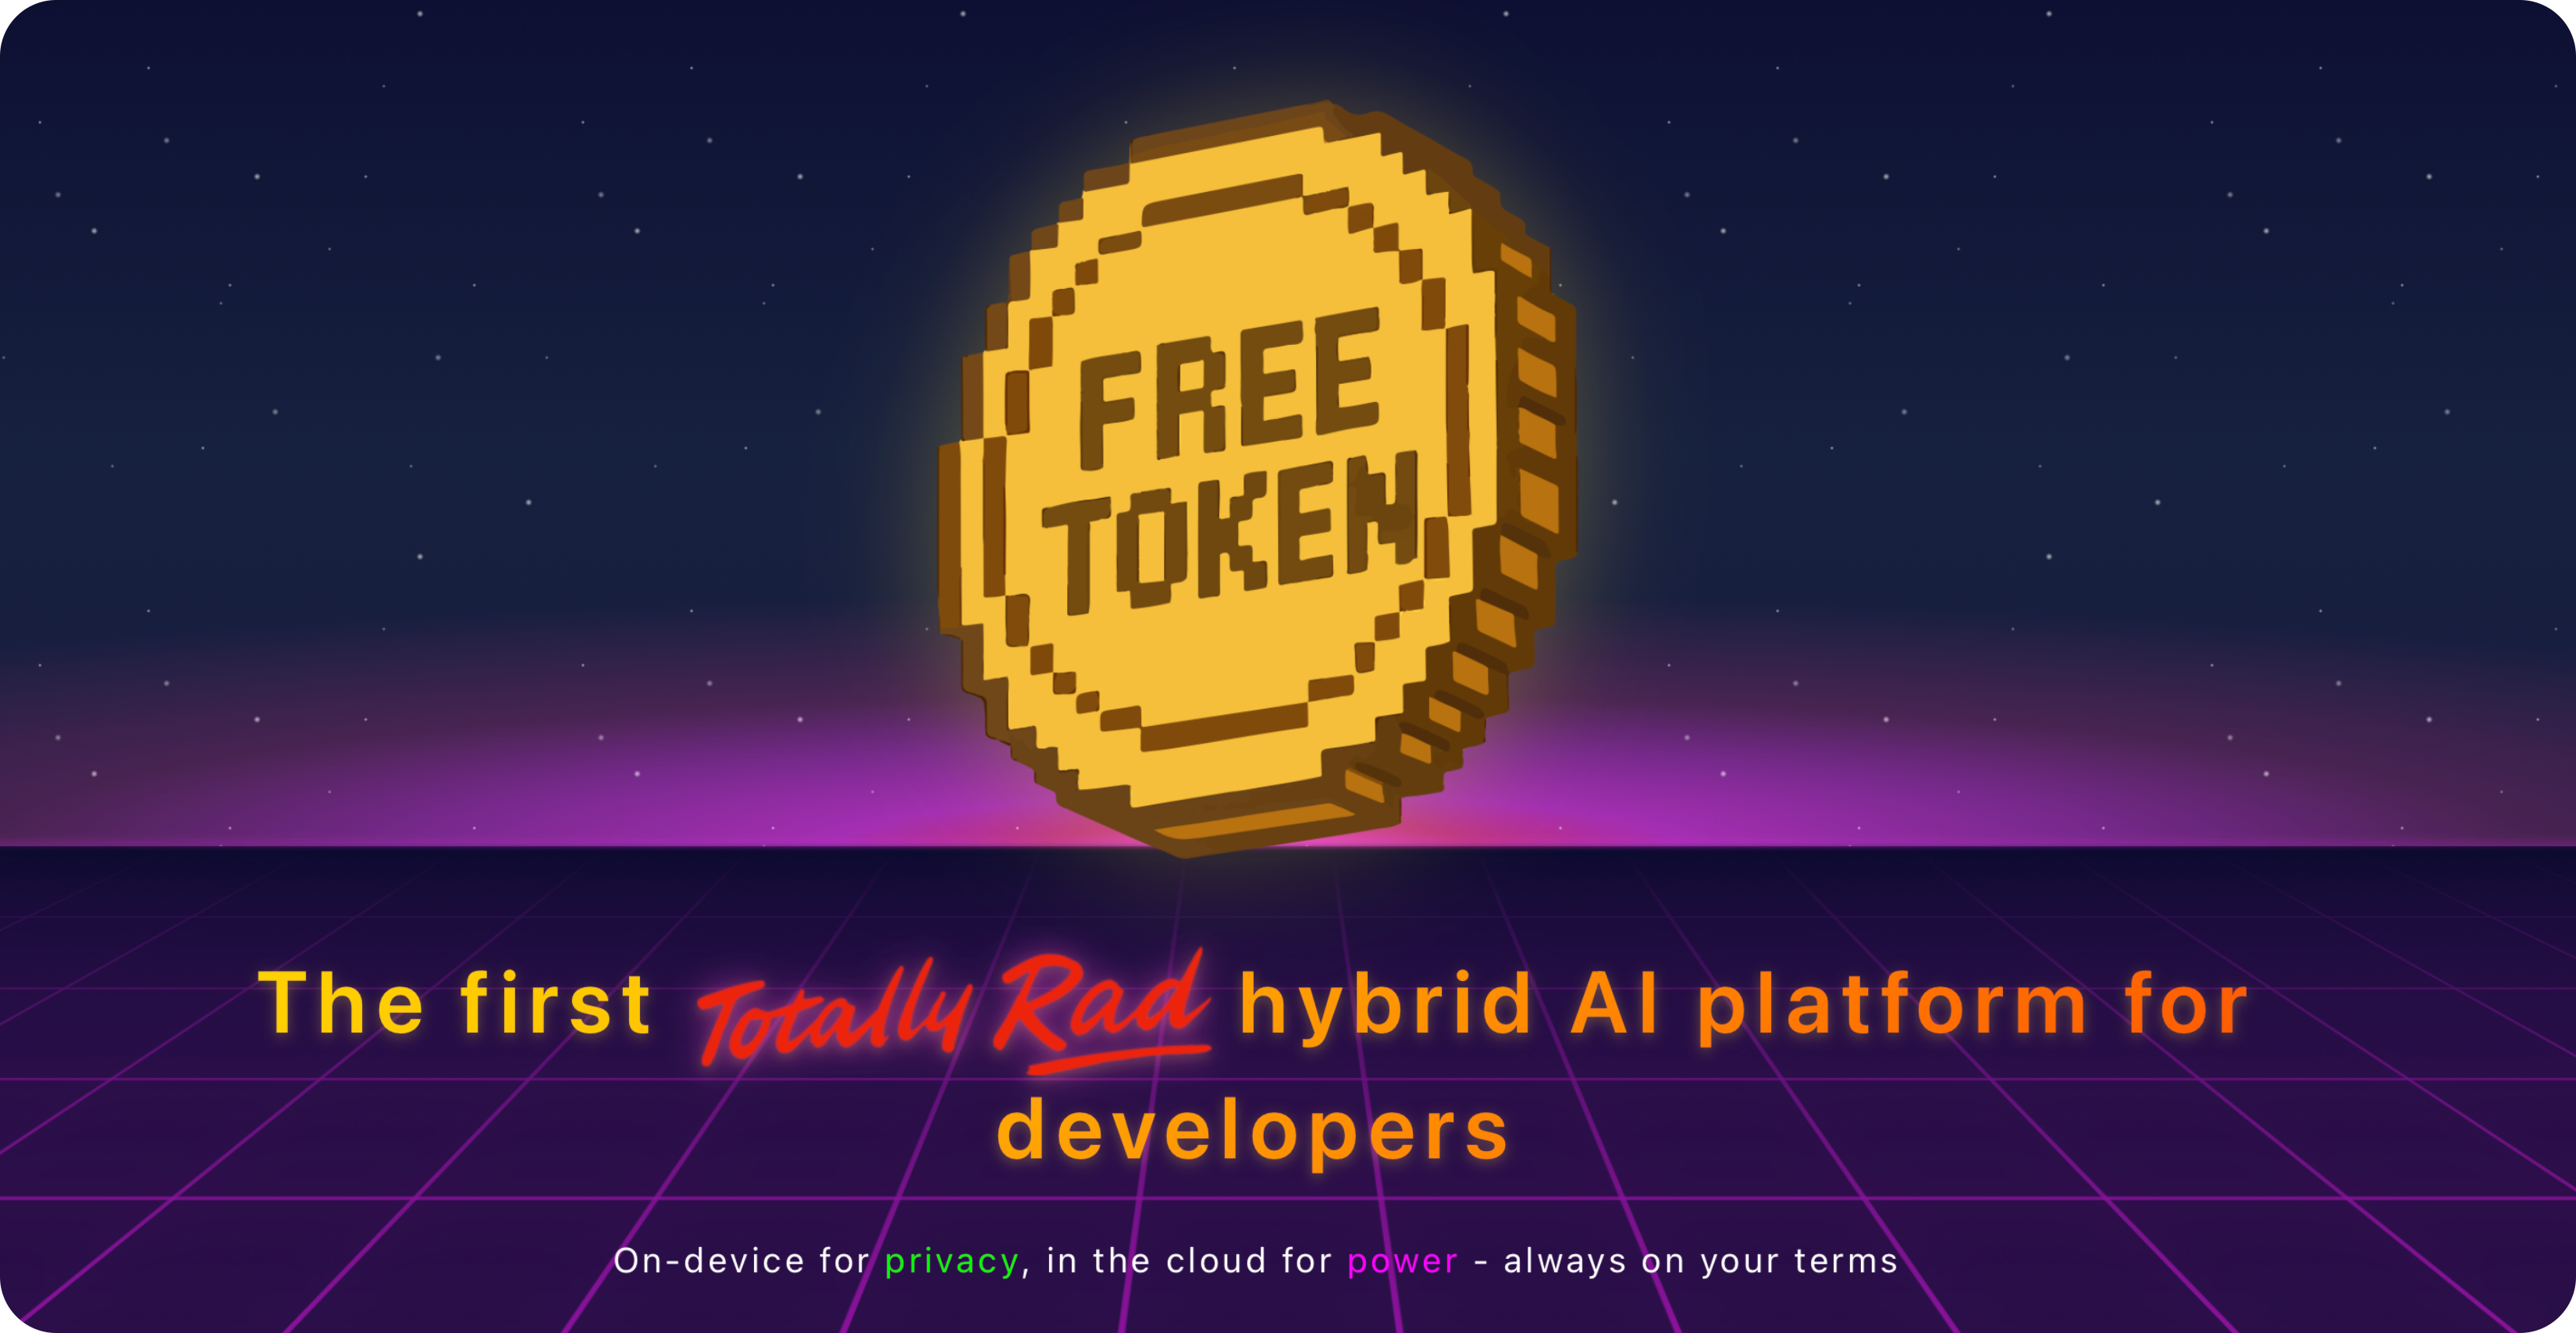 FREE
TOKEN
The first Totally Rad hybrid AI platform for
developers
On-device for privacy, in the cloud for power - always on your terms